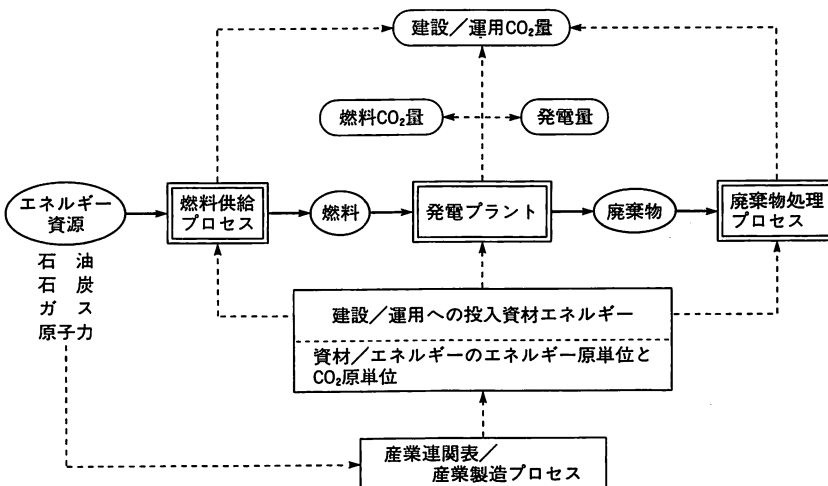 建設／運用CO₂量
燃料CO₂量
発電量
エネルギー
資源
燃料供給
プロセス
燃料
発電プラント
廃棄物
廃棄物処理
プロセス
石　油
石　炭
ガ　ス
原子力
建設／運用への投入資材エネルギー
資材／エネルギーのエネルギー原単位と
CO₂原単位
産業連関表／
産業製造プロセス